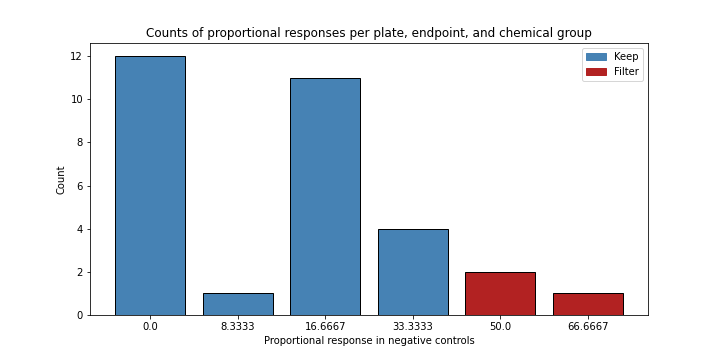 Counts of proportional responses per plate, endpoint, and chemical group
Keep
Filter
12
10
8
6
4
2
0
Count
0.0
8.3333
16.6667
33.3333
50.0
66.6667
Proportional response in negative controls